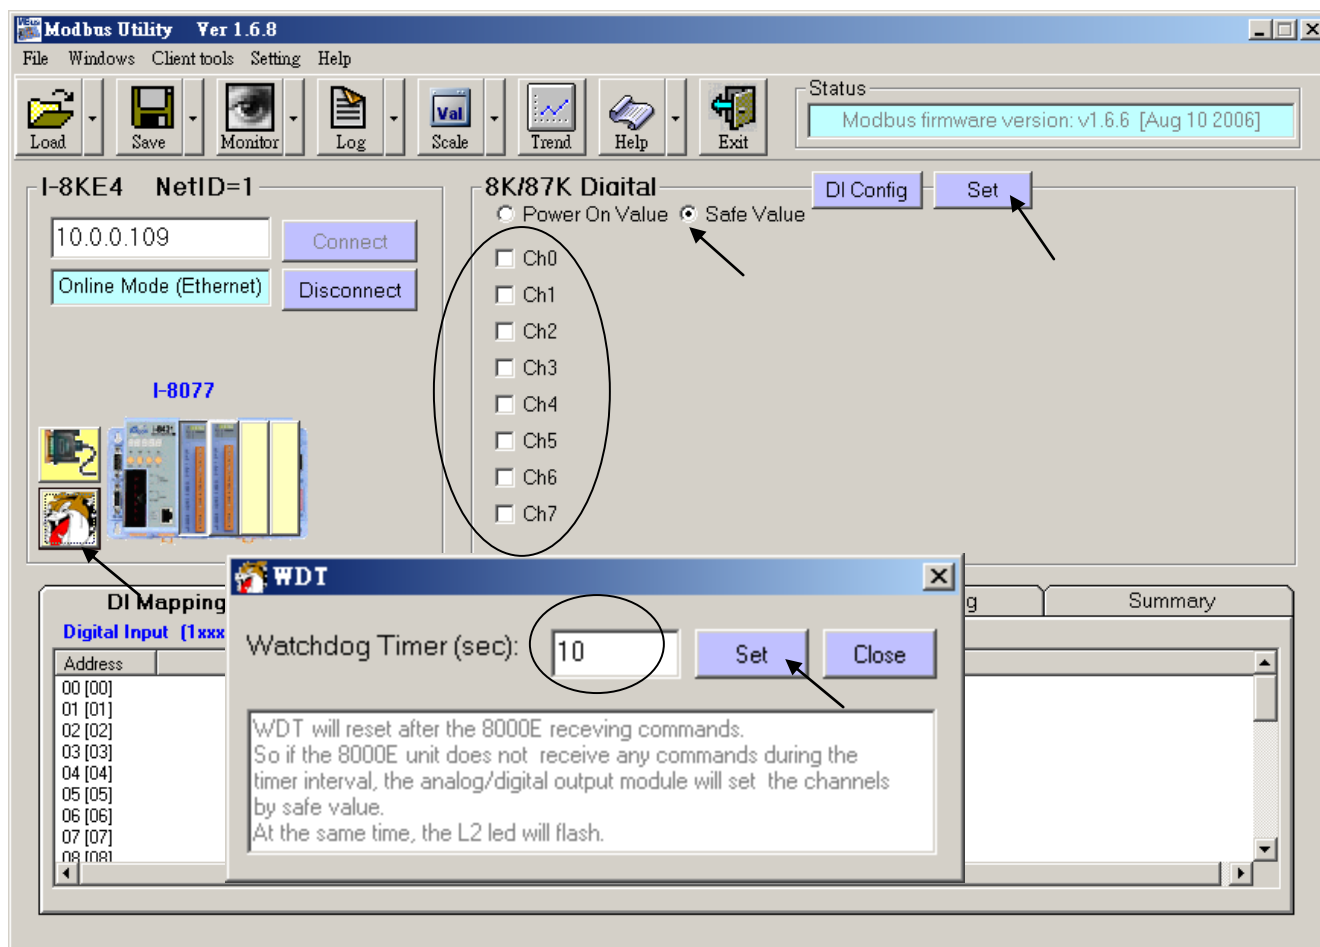 Modbus Utility Ver 1.6.8
File Windows Client tools Setting Help
Load Save Monitor Log Scale Trend Help Exit
Val
Status
Modbus firmware version: v1.6.6 [Aug 10 2006]
I-8KE4 NetID=1
10.0.0.109
Connect
Online Mode (Ethernet)
Disconnect
I-8077
8K/87K Digital
DI Config
Set
Power On Value
Safe Value
Ch0
Ch1
Ch2
Ch3
Ch4
Ch5
Ch6
Ch7
DI Mapping
g
Summary
Digital Input (1xxx
Address
00 [00]
01 [01]
02 [02]
03 [03]
04 [04]
05 [05]
06 [06]
07 [07]
08 [08]
WDT
Watchdog Timer (sec):
10
Set
Close
WDT will reset after the 8000E receving commands.
So if the 8000E unit does not receive any commands during the
timer interval, the analog/digital output module will set the channels
by safe value.
At the same time, the L2 led will flash.